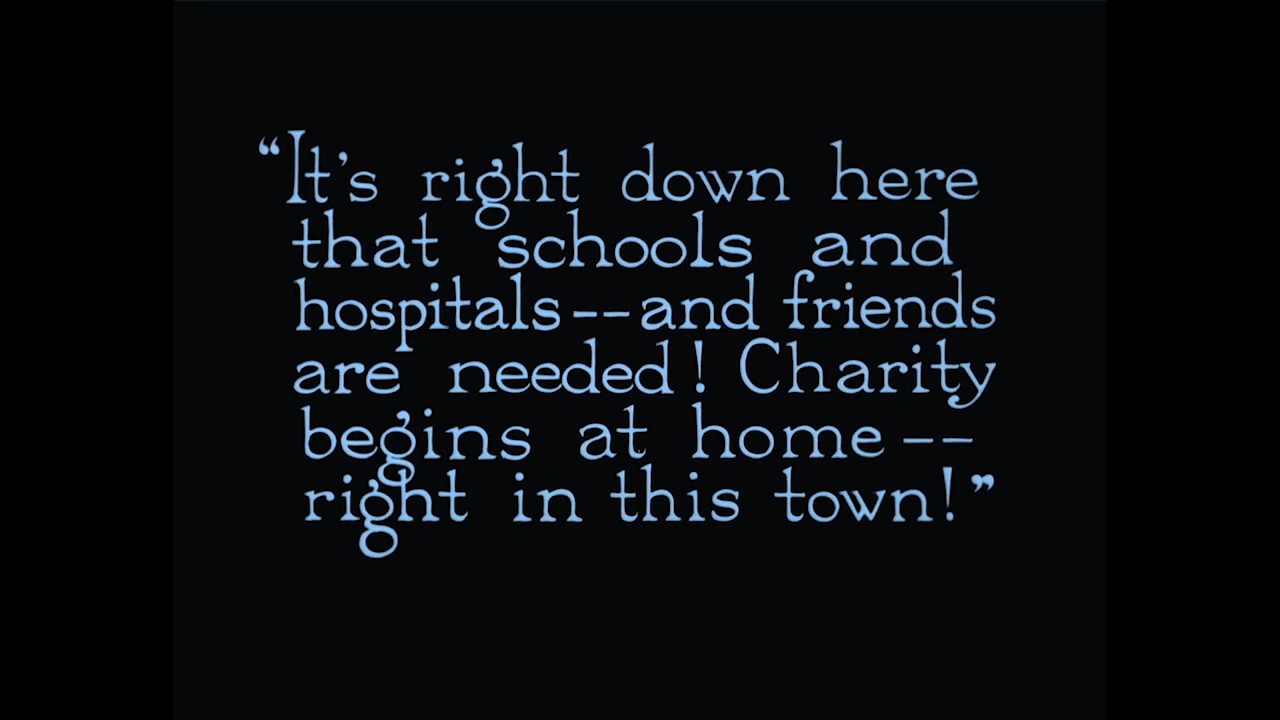 “It’s right down here
that schools and
hospitals--and friends
are needed! Charity
begins at home--
right in this town!”